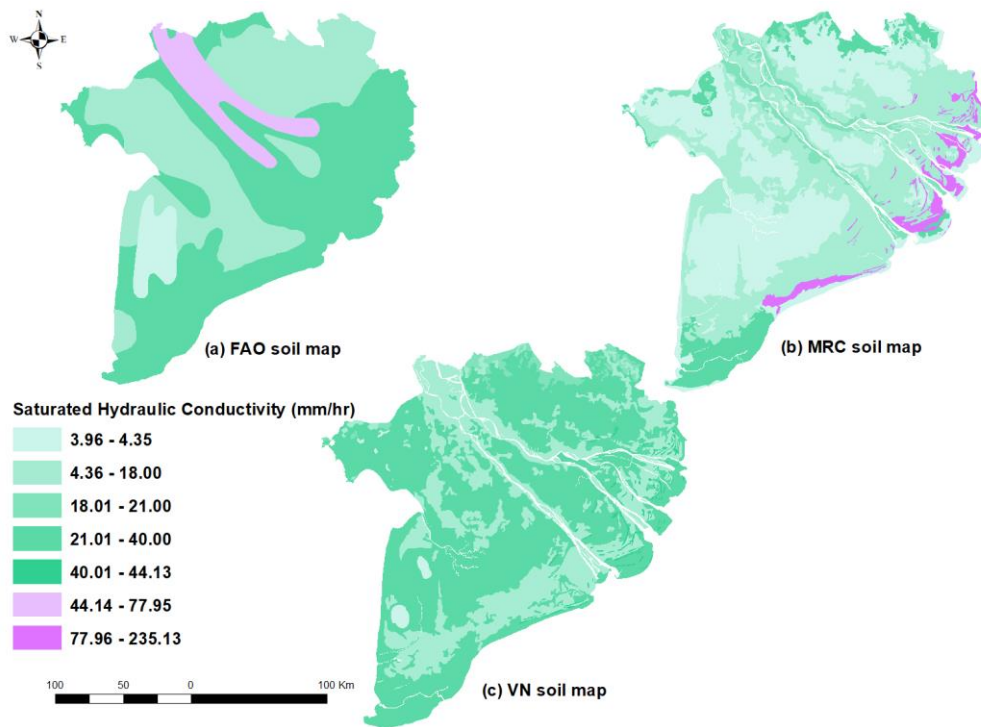 N
W E
S
(a) FAO soil map
(b) MRC soil map
Saturated Hydraulic Conductivity (mm/hr)
3.96 - 4.35
4.36 - 18.00
18.01 - 21.00
21.01 - 40.00
40.01 - 44.13
44.14 - 77.95
77.96 - 235.13
100 50 0 100 Km
(c) VN soil map